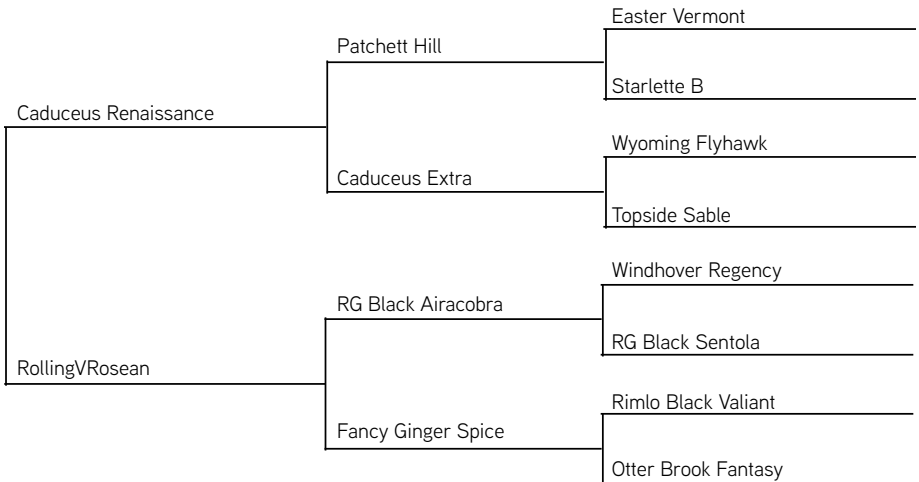 Easter Vermont
Patchett Hill
Starlette B
Caduceus Renaissance
Wyoming Flyhawk
Caduceus Extra
Topside Sable
Windhover Regency
RG Black Airacobra
RG Black Sentola
RollingVRosean
Rimlo Black Valiant
Fancy Ginger Spice
Otter Brook Fantasy